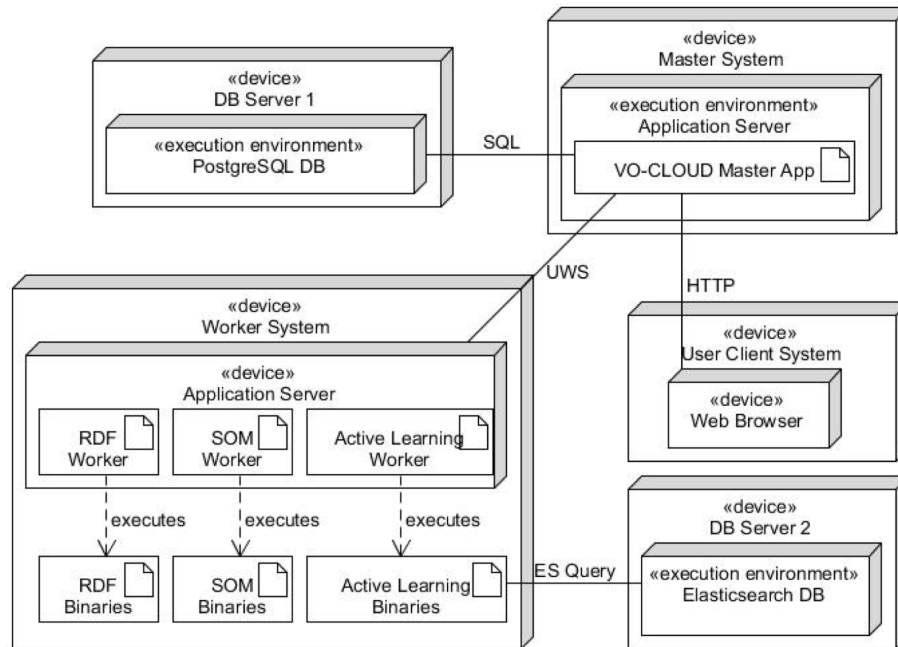 «device»
DB Server 1
«execution environment»
PostgreSQL DB
SQL
«device»
Master System
«execution environment»
Application Server
VO-CLOUD Master App
UWS
HTTP
«device»
Worker System
«device»
Application Server
RDF
Worker
SOM
Worker
Active Learning
Worker
executes
executes
executes
RDF
Binaries
SOM
Binaries
Active Learning
Binaries
«device»
User Client System
«device»
Web Browser
ES Query
«device»
DB Server 2
«execution environment»
Elasticsearch DB